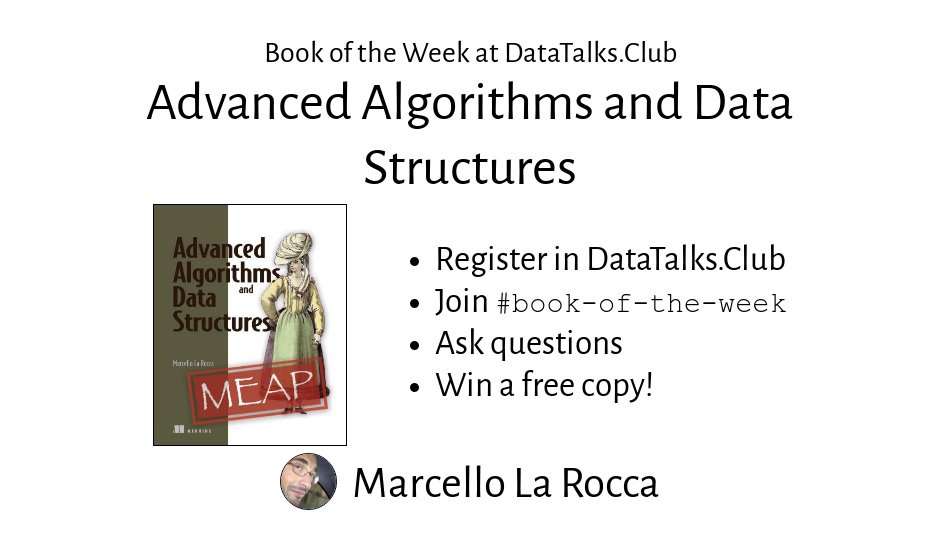 Book of the Week at DataTalks.Club
Advanced Algorithms and Data
Structures
Advanced
Algorithms
and
Data
Structures
Marcello La Rocca
MEAP
MANNING
• Register in DataTalks.Club
• Join #book-of-the-week
• Ask questions
• Win a free copy!
Marcello La Rocca